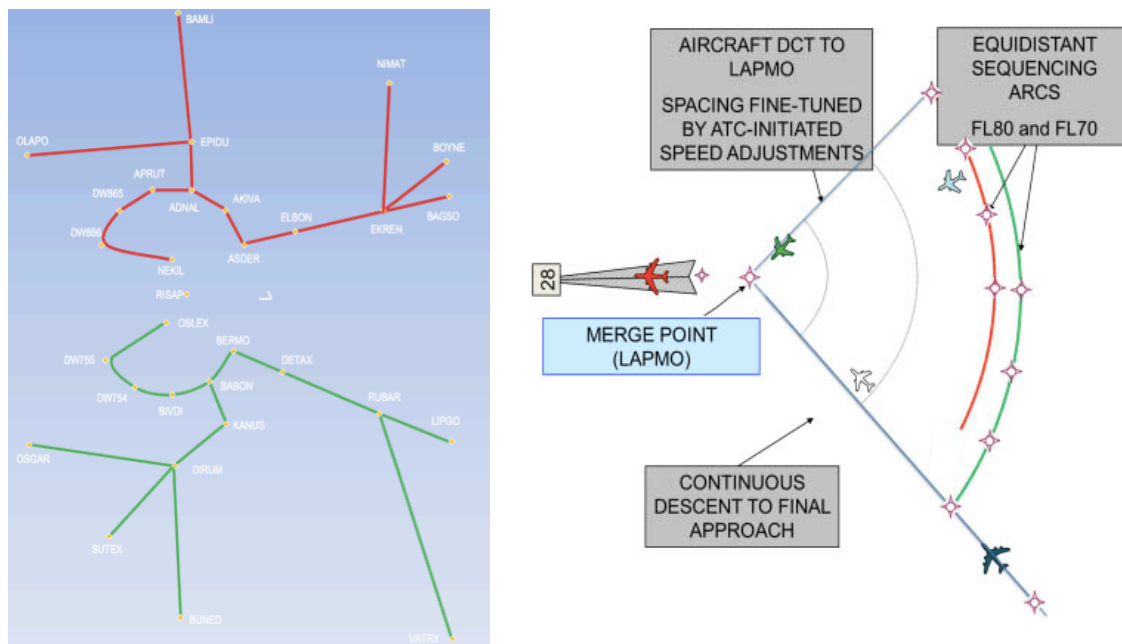 BAMLI
NIMAT
OLAPO
EPIDU
BOYNE
APRUT
DW865
ADNAL
AKIVA
BAGSO
ELBON
EKREN
DW866
ASDER
NEKIL
RISAP
OSLEX
BERMO
DW755
DETAX
BABON
DW754
BIVDI
RUBAR
LIPGO
KANUS
OSGAR
DIRUM
SUTEX
BUNED
VATRY
AIRCRAFT DCT TO
LAPMO
SPACING FINE-TUNED
BY ATC-INITIATED
SPEED ADJUSTMENTS
EQUIDISTANT
SEQUENCING
ARCS
FL80 and FL70
28
MERGE POINT
(LAPMO)
CONTINUOUS
DESCENT TO FINAL
APPROACH